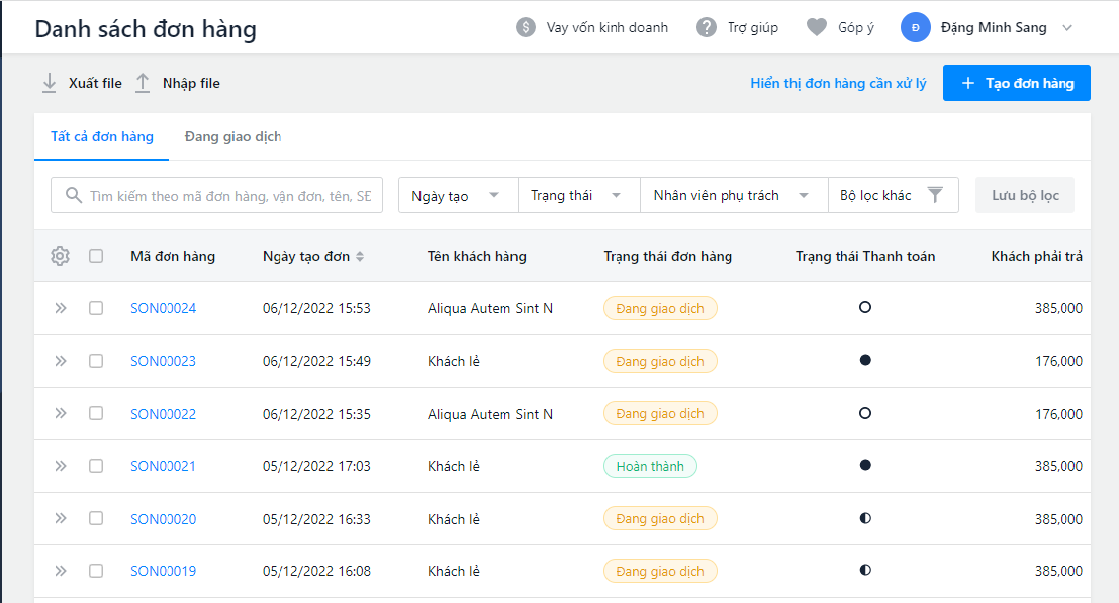 Danh sách đơn hàng
$ Vay vốn kinh doanh
? Trợ giúp
Góp ý
Đ Đặng Minh Sang
Xuất file
Nhập file
Hiển thị đơn hàng cần xử lý
+ Tạo đơn hàng
Tất cả đơn hàng
Đang giao dịch
Tìm kiếm theo mã đơn hàng, vận đơn, tên, SĐ
Ngày tạo
Trạng thái
Nhân viên phụ trách
Bộ lọc khác
Lưu bộ lọc
Mã đơn hàng Ngày tạo đơn Tên khách hàng Trạng thái đơn hàng Trạng thái Thanh toán Khách phải trả
SON00024 06/12/2022 15:53 Aliqua Autem Sint N Đang giao dịch 385,000
SON00023 06/12/2022 15:49 Khách lẻ Đang giao dịch 176,000
SON00022 06/12/2022 15:35 Aliqua Autem Sint N Đang giao dịch 176,000
SON00021 05/12/2022 17:03 Khách lẻ Hoàn thành 385,000
SON00020 05/12/2022 16:33 Khách lẻ Đang giao dịch 385,000
SON00019 05/12/2022 16:08 Khách lẻ Đang giao dịch 385,000